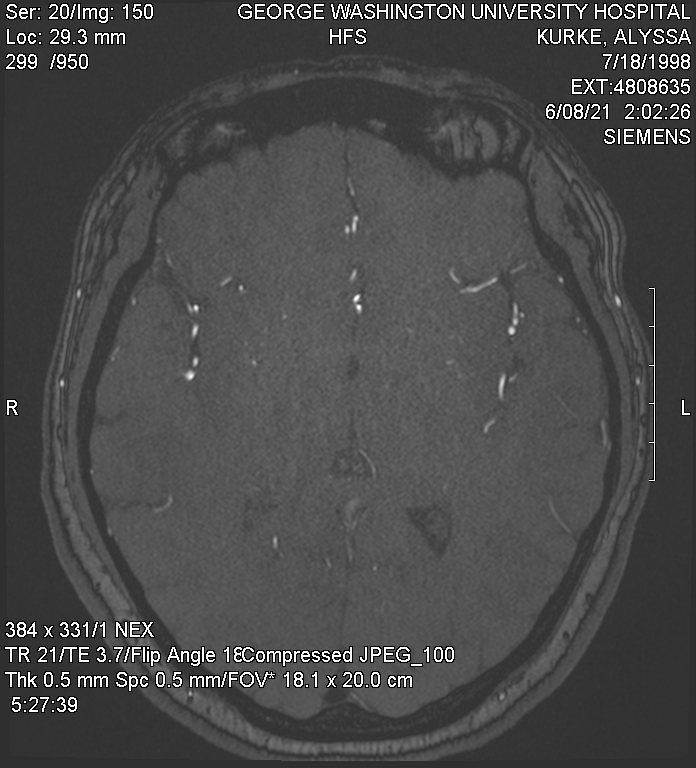 Ser: 20/Img: 150
Loc: 29.3 mm
299 /950
GEORGE WASHINGTON UNIVERSITY HOSPITAL
HFS
KURKE, ALYSSA
7/18/1998
EXT:4808635
6/08/21 2:02:26
SIEMENS
R
L
384 x 331/1 NEX
TR 21/TE 3.7/Flip Angle 18Compressed JPEG_100
Thk 0.5 mm Spc 0.5 mm/FOV* 18.1 x 20.0 cm
5:27:39